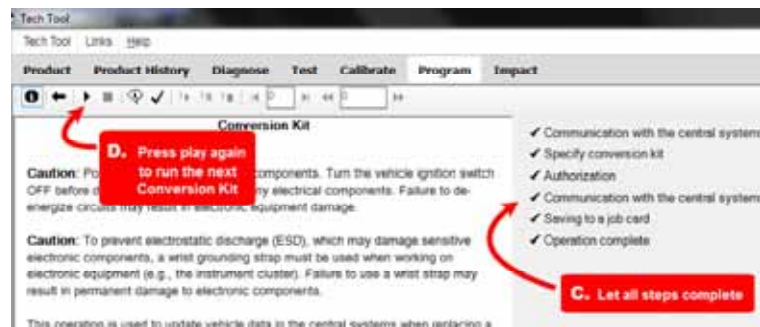 Tech Tool
Tech Tool Links Help
Product Product History Diagnose Test Calibrate Program Impact
Conversion Kit
D. Press play again
to run the next
Conversion Kit
Caution: components. Turn the vehicle ignition switch
OFF before any electrical components. Failure to de-
energize circuits may result in electronic equipment damage.
Caution: To prevent electrostatic discharge (ESD), which may damage sensitive
electronic components, a wrist grounding strap must be used when working on
electronic equipment (e.g., the instrument cluster). Failure to use a wrist strap may
result in permanent damage to electronic components.
This operation is used to update vehicle data in the central systems when replacing a
✔ Communication with the central systems
✔ Specify conversion kit
✔ Authorization
✔ Communication with the central systems
✔ Saving to a job card
✔ Operation complete
C. Let all steps complete